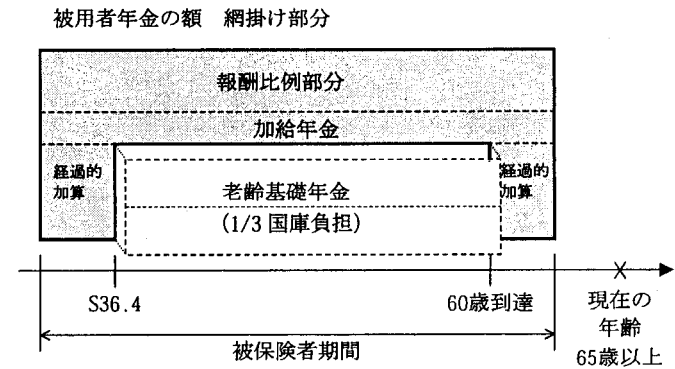 被用者年金の額 網掛け部分
報酬比例部分
加給年金
経過的
加算
老齢基礎年金
(1/3 国庫負担)
経過的
加算
S36.4
60歳到達
現在の
年齢
65歳以上
被保険者期間